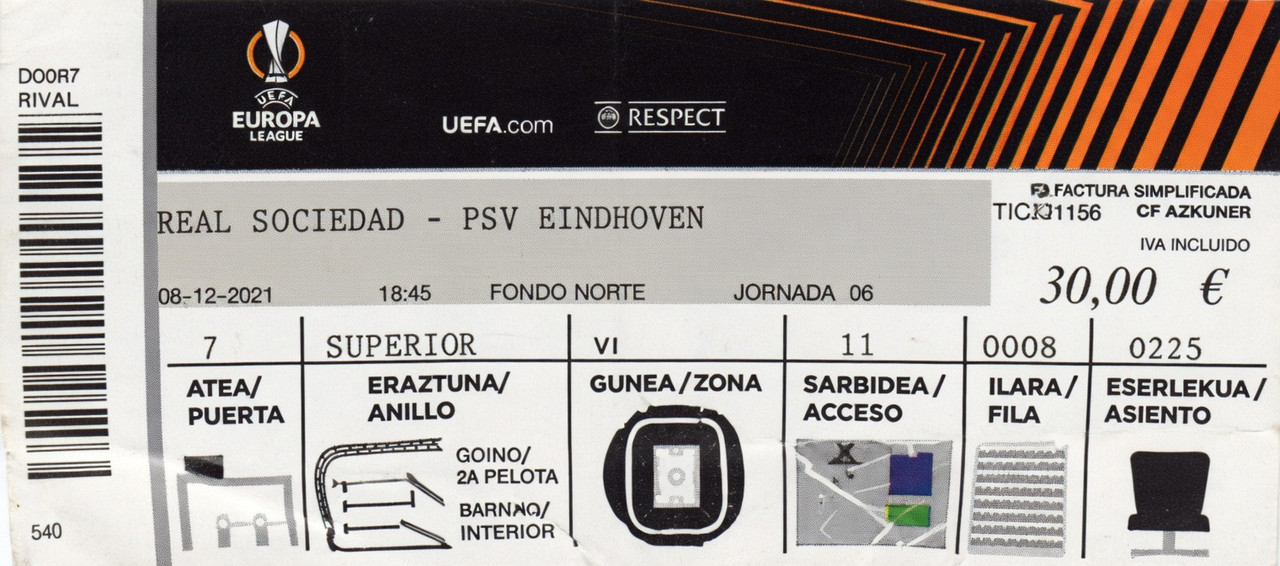 DOOR7
RIVAL
540
UEFA
EUROPA
LEAGUE
UEFA.com
RESPECT
REAL SOCIEDAD - PSV EINDHOVEN
08-12-2021 18:45 FONDO NORTE JORNADA 06
FACTURA SIMPLIFICADA
1156 CF AZKUNER
IVA INCLUIDO
30,00 €
7 SUPERIOR VI 11 0008 0225
ATEA/
PUERTA
ERAZTUNA/
ANILLO
GOINO/
2A PELOTA
INTERIOR
GUNEA/ZONA
SARBIDEA/
ACCESO
X
ILARA/
FILA
ESERLEKUA/
ASIENTO